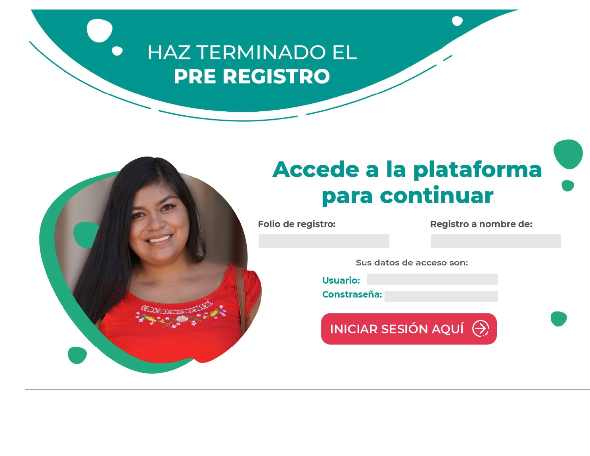 HAZ TERMINADO EL
PRE REGISTRO
Accede a la plataforma
para continuar
Folio de registro:
Registro a nombre de:
Sus datos de acceso son:
Usuario:
Constraseña:
INICIAR SESIÓN AQUÍ